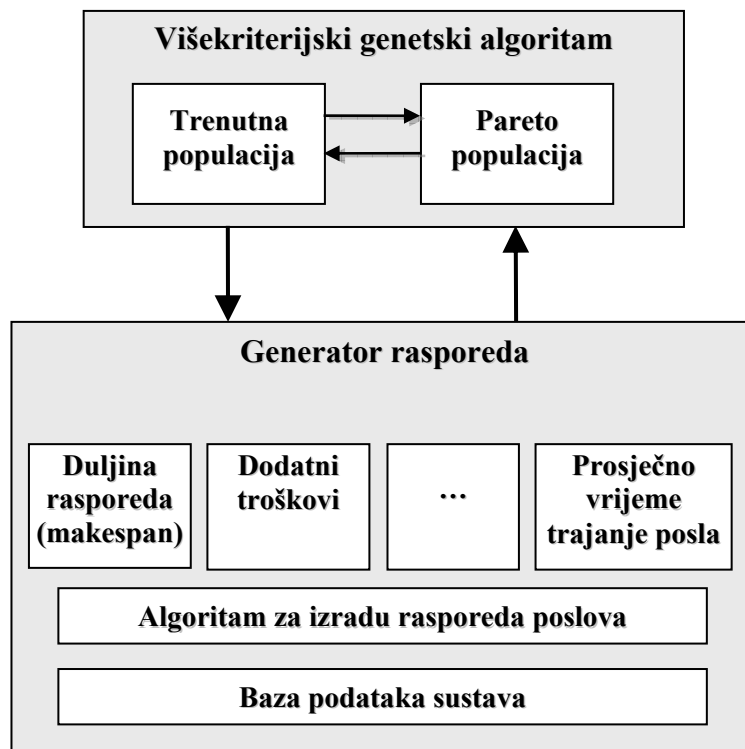 Višekriterijski genetski algoritam
Trenutna
populacija
Pareto
populacija
Generator rasporeda
Duljina
rasporeda
(makespan)
Dodatni
troškovi
...
Prosječno
vrijeme
trajanje posla
Algoritam za izradu rasporeda poslova
Baza podataka sustava